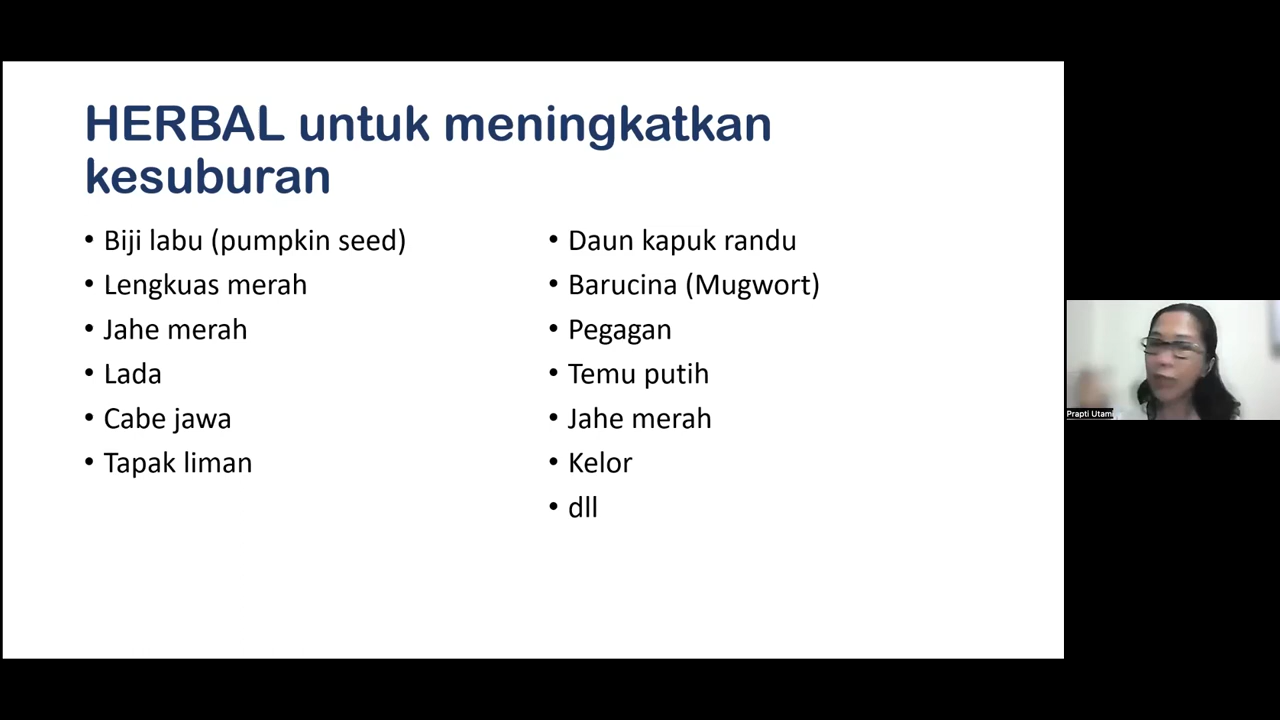 HERBAL untuk meningkatkan
kesuburan
• Biji labu (pumpkin seed)
• Lengkuas merah
• Jahe merah
• Lada
• Cabe jawa
• Tapak liman
• Daun kapuk randu
• Barucina (Mugwort)
• Pegagan
• Temu putih
• Jahe merah
• Kelor
• dll
Prapti Utami